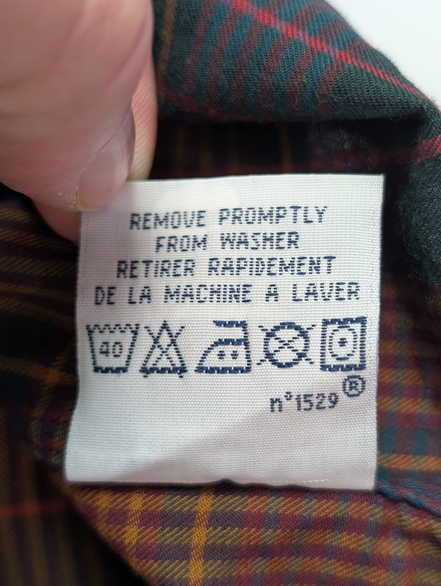 REMOVE PROMPTLY
FROM WASHER
RETIRER RAPIDEMENT
DE LA MACHINE A LAVER
40
n°1529 ®